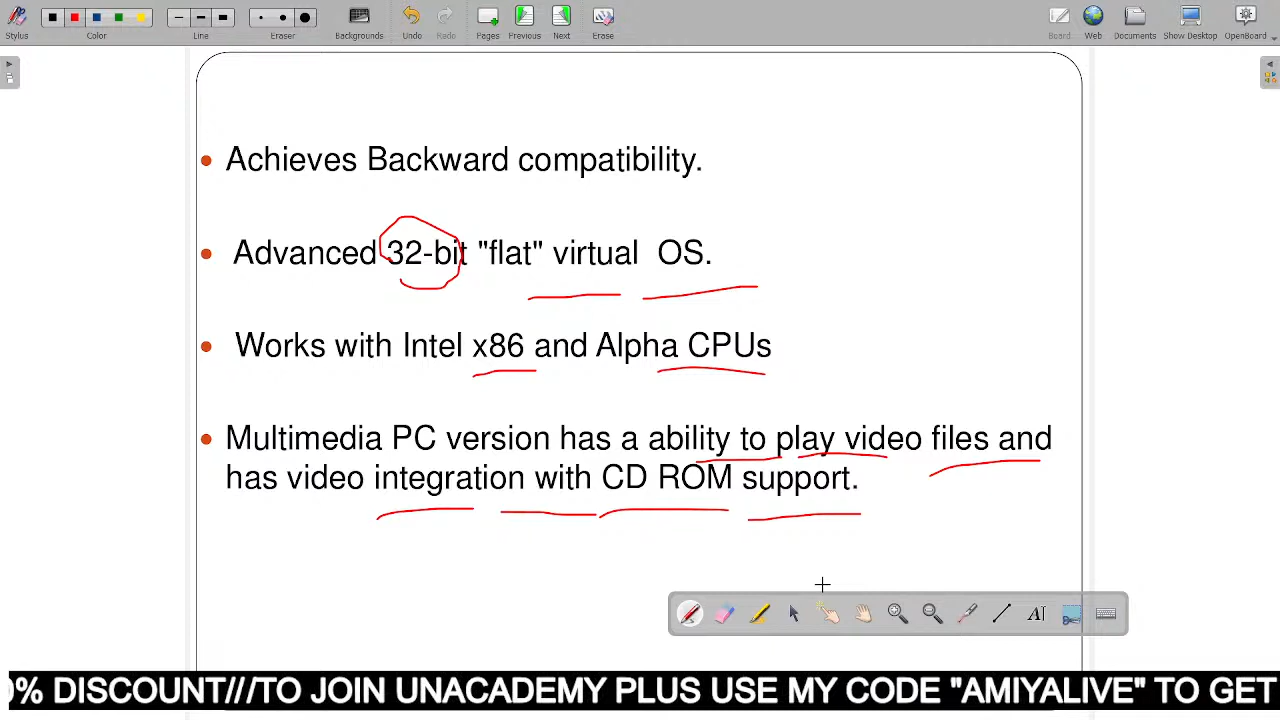 Stylus
Color
Line
Eraser
Backgrounds
Undo
Redo
Pages
Previous
Next
Erase
Board
Web
Documents
Show Desktop
OpenBoard
• Achieves Backward compatibility.
• Advanced 32-bit "flat" virtual OS.
• Works with Intel x86 and Alpha CPUs
• Multimedia PC version has a ability to play video files and
has video integration with CD ROM support.
AI
0% DISCOUNT///TO JOIN UNACADEMY PLUS USE MY CODE "AMIYALIVE" TO GET